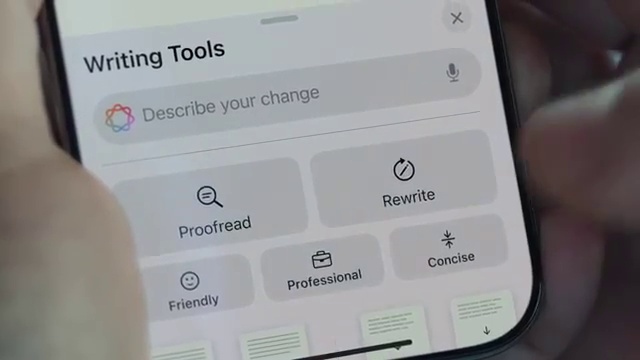 Writing Tools
Describe your change
Proofread
Rewrite
Friendly
Professional
Concise